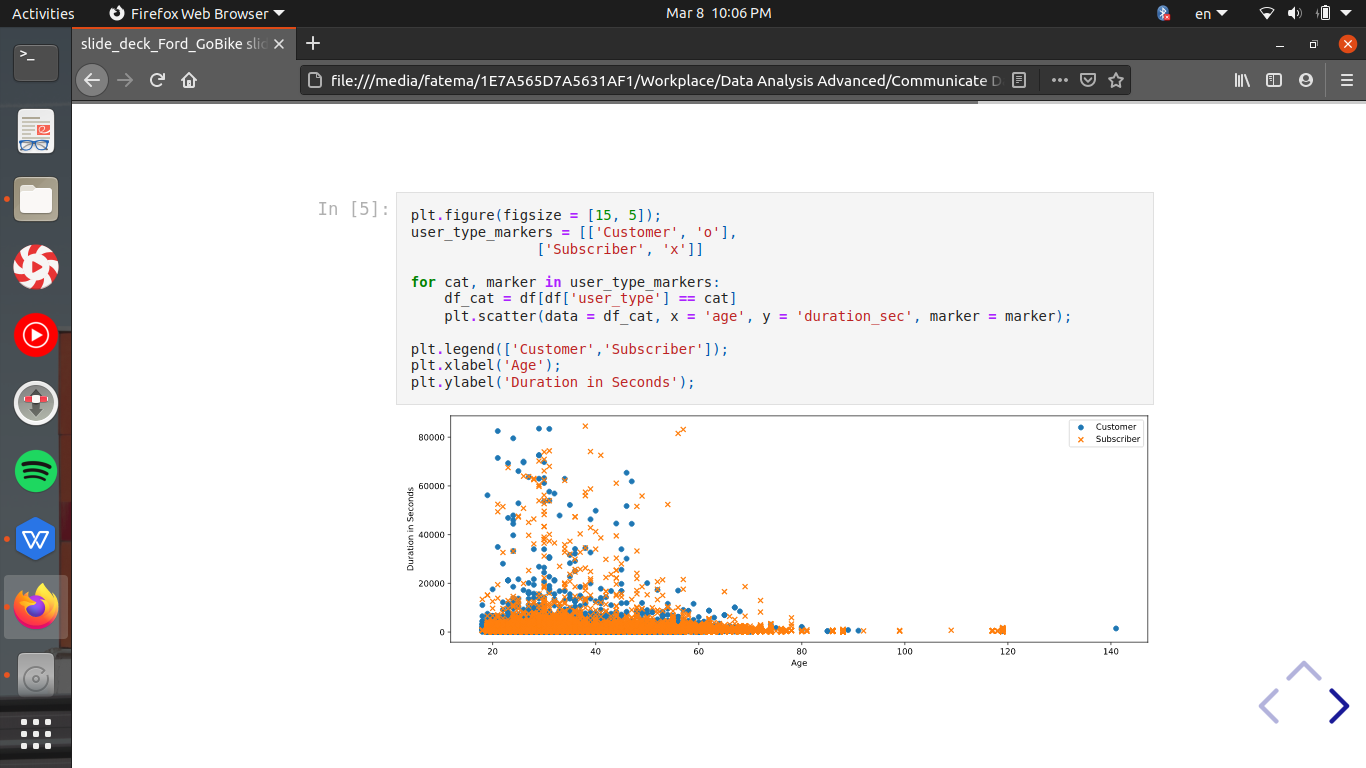 Activities Firefox Web Browser Mar 8 10:06 PM en
slide_deck_Ford_GoBike
file:///media/fatema/1E7A565D7A5631AF1/Workplace/Data Analysis Advanced/Communicate D
In [5]:
plt.figure(figsize = [15, 5]);
user_type_markers = [['Customer', 'o'],
['Subscriber', 'x']]
for cat, marker in user_type_markers:
df_cat = df[df['user_type'] == cat]
plt.scatter(data = df_cat, x = 'age', y = 'duration_sec', marker = marker);
plt.legend(['Customer','Subscriber']);
plt.xlabel('Age');
plt.ylabel('Duration in Seconds');
Customer
Subscriber
80000
60000
40000
20000
0
Duration in Seconds
20 40 60 80 100 120 140
Age